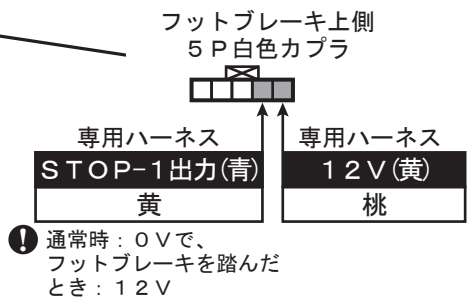 フットブレーキ上側
５Ｐ白色カプラ
専用ハーネス
ＳＴＯＰ−１出力(青)
黄
専用ハーネス
１２Ｖ(黄)
桃
! 通常時：０Ｖで、
フットブレーキを踏んだ
とき：１２Ｖ